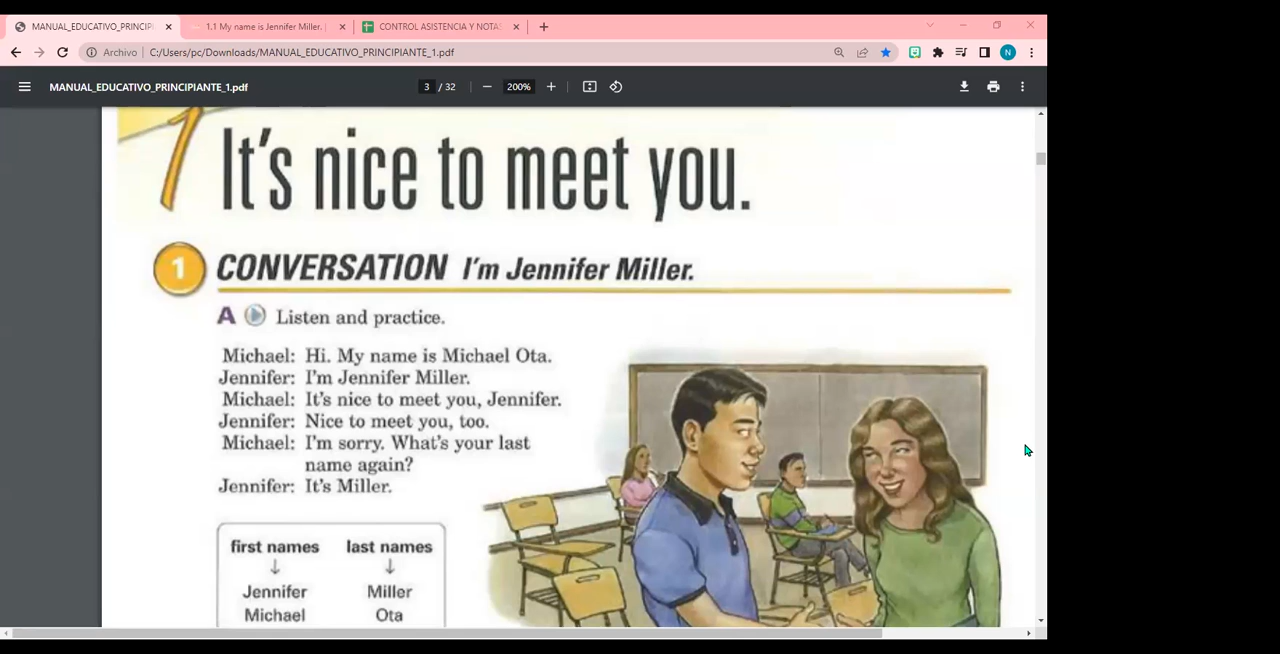 MANUAL_EDUCATIVO_PRINCIPI
1.1 My name is Jennifer Miller. |
CONTROL ASISTENCIA Y NOTAS
Archivo
C:/Users/pc/Downloads/MANUAL_EDUCATIVO_PRINCIPIANTE_1.pdf
N
MANUAL_EDUCATIVO_PRINCIPIANTE_1.pdf
3 / 32
200%
1 It's nice to meet you.
1 CONVERSATION I'm Jennifer Miller.
A Listen and practice.
Michael: Hi. My name is Michael Ota.
Jennifer: I'm Jennifer Miller.
Michael: It's nice to meet you, Jennifer.
Jennifer: Nice to meet you, too.
Michael: I'm sorry. What's your last
name again?
Jennifer: It's Miller.
first names last names
↓ ↓
Jennifer Miller
Michael Ota